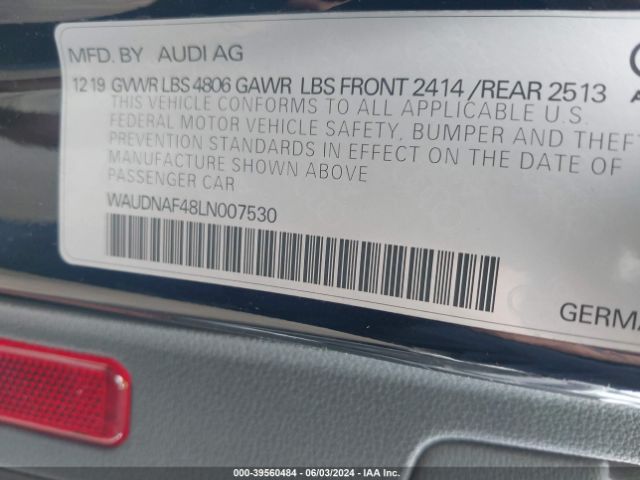 MFD. BY AUDI AG
12 19 GVWR LBS 4806 GAWR LBS FRONT 2414 /REAR 2513
THIS VEHICLE CONFORMS TO ALL APPLICABLE U.S.
FEDERAL MOTOR VEHICLE SAFETY, BUMPER AND THEF
PREVENTION STANDARDS IN EFFECT ON THE DATE OF
MANUFACTURE SHOWN ABOVE
PASSENGER CAR
WAUDNAF48LN007530
GERMA
© - 39560484 - 06/03/2024 - IAA Inc.